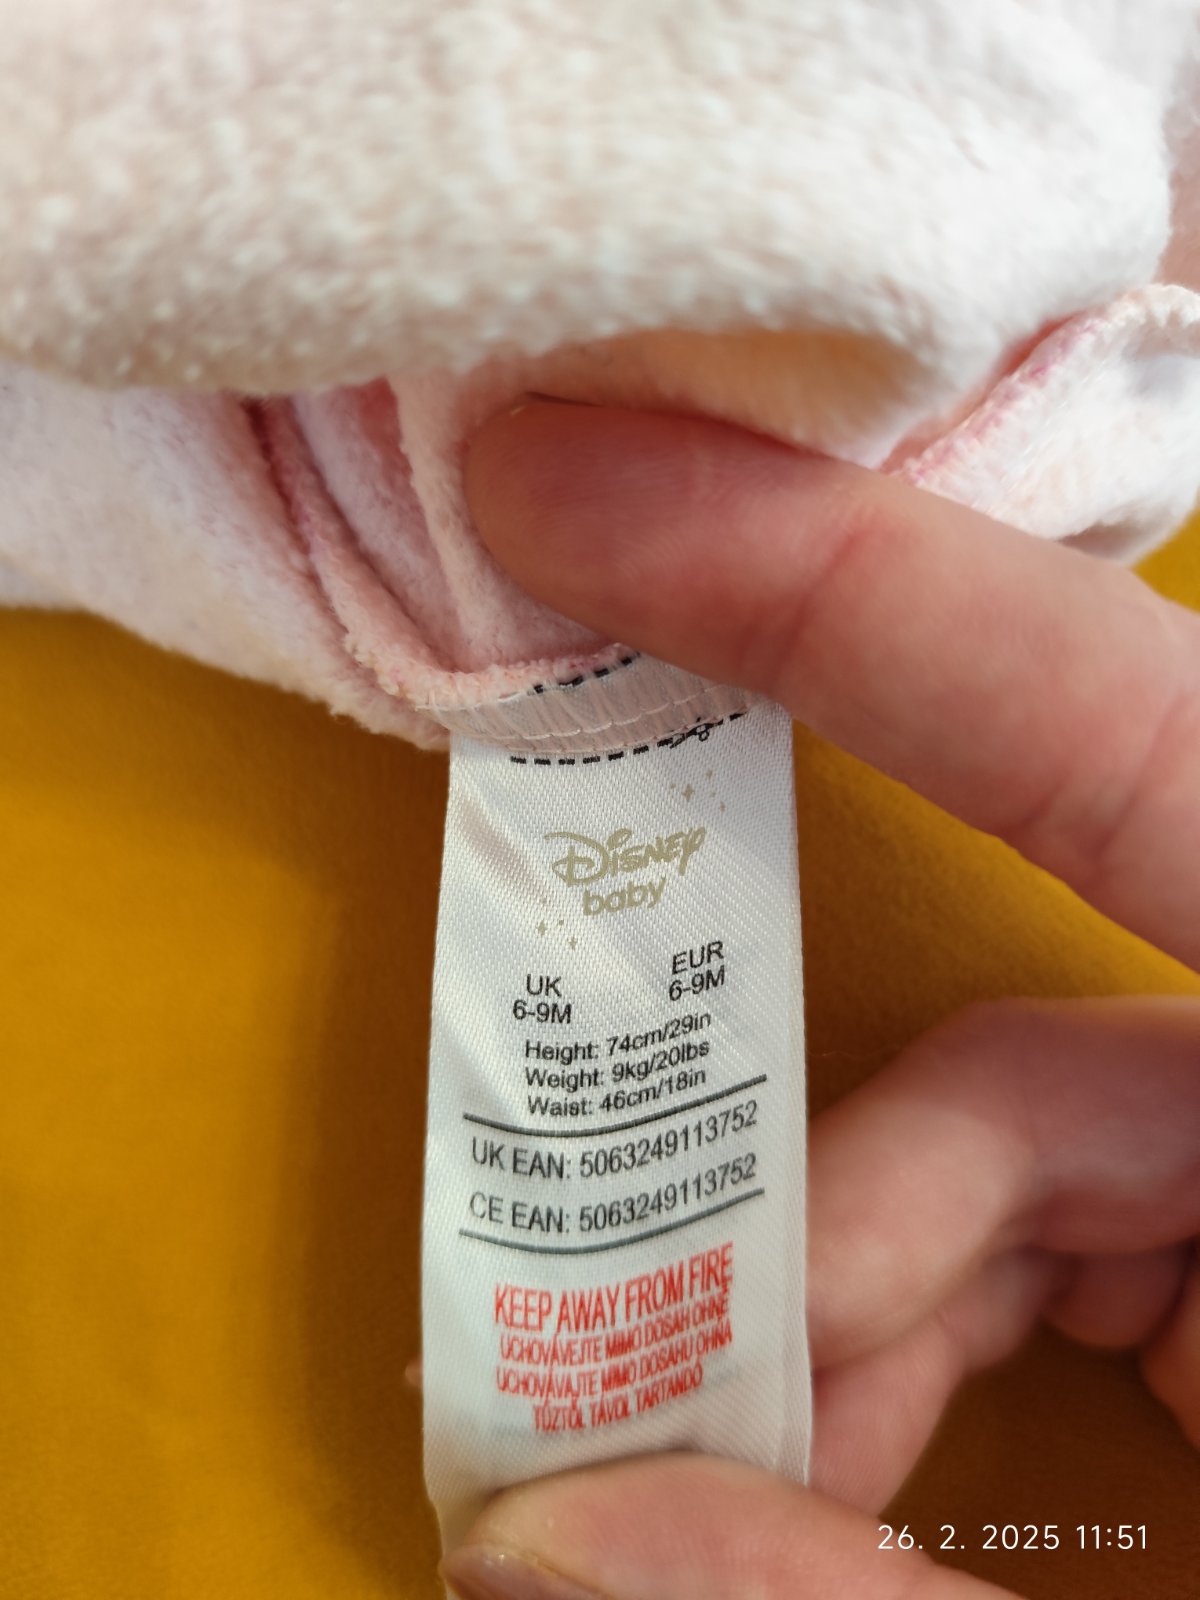 Disney
baby
UK
6-9M
EUR
6-9M
Height: 74cm/29in
Weight: 9kg/20lbs
Waist: 46cm/18in
UK EAN: 5063249113752
CE EAN: 5063249113752
KEEP AWAY FROM FIRE
UCHOVÁVEJTE MIMO DOSAH OHNĚ
UCHOVÁVAJTE MIMO DOSAHU OHŇA
TŰZTŐL TÁVOL TARTANDÓ
26. 2. 2025 11:51